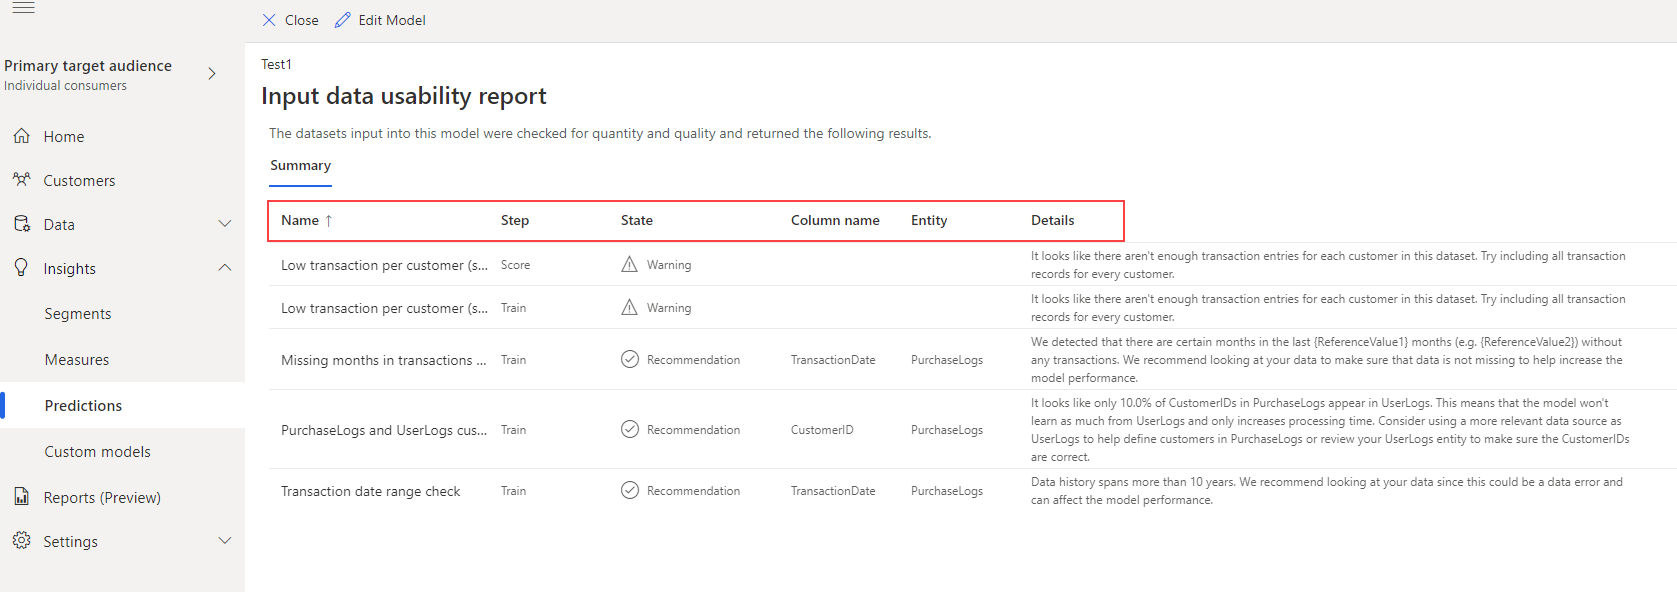 Close Edit Model
Primary target audience
Individual consumers
Home
Customers
Data
Insights
Segments
Measures
Predictions
Custom models
Reports (Preview)
Settings
Test1
Input data usability report
The datasets input into this model were checked for quantity and quality and returned the following results.
Summary
Name ↑ Step State Column name Entity Details
Low transaction per customer (s... Score Warning
It looks like there aren't enough transaction entries for each customer in this dataset. Try including all transaction
records for every customer.
Low transaction per customer (s... Train Warning
It looks like there aren't enough transaction entries for each customer in this dataset. Try including all transaction
records for every customer.
Missing months in transactions ... Train Recommendation TransactionDate PurchaseLogs
We detected that there are certain months in the last {ReferenceValue1} months (e.g. {ReferenceValue2}) without
any transactions. We recommend looking at your data to make sure that data is not missing to help increase the
model performance.
PurchaseLogs and UserLogs cus... Train Recommendation CustomerID PurchaseLogs
It looks like only 10.0% of CustomerIDs in PurchaseLogs appear in UserLogs. This means that the model won't
learn as much from UserLogs and only increases processing time. Consider using a more relevant data source as
UserLogs to help define customers in PurchaseLogs or review your UserLogs entity to make sure the CustomerIDs
are correct.
Transaction date range check Train Recommendation TransactionDate PurchaseLogs
Data history spans more than 10 years. We recommend looking at your data since this could be a data error and
can affect the model performance.